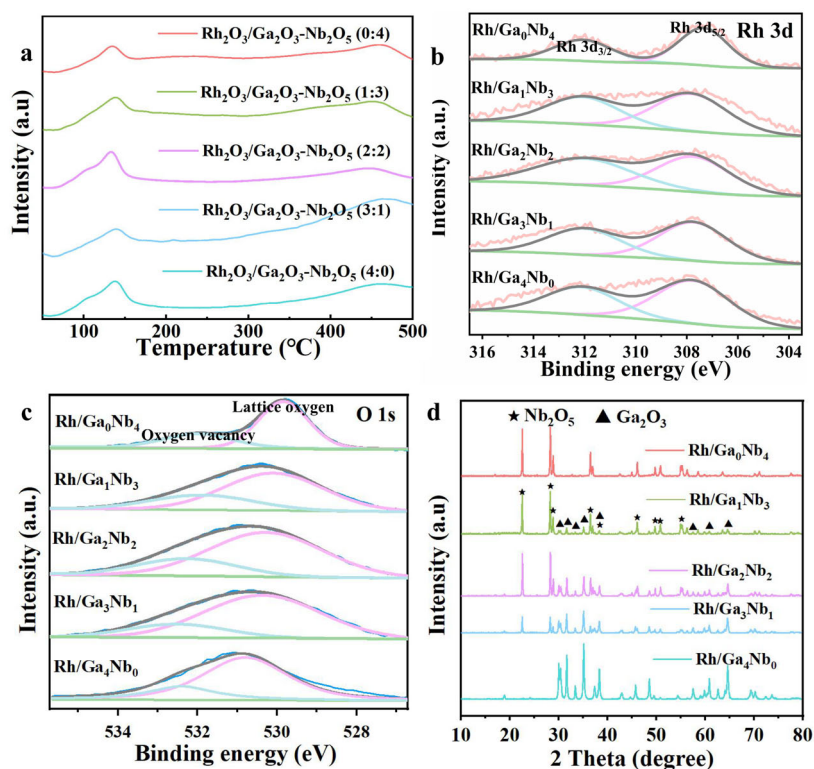 a
Rh₂O₃/Ga₂O₃-Nb₂O₅ (0:4)
Rh₂O₃/Ga₂O₃-Nb₂O₅ (1:3)
Rh₂O₃/Ga₂O₃-Nb₂O₅ (2:2)
Rh₂O₃/Ga₂O₃-Nb₂O₅ (3:1)
Rh₂O₃/Ga₂O₃-Nb₂O₅ (4:0)
Intensity (a.u)
100 200 300 400 500
Temperature (℃)
b
Rh 3d
Rh 3d₅/₂
Rh 3d₃/₂
Rh/Ga₀Nb₄
Rh/Ga₁Nb₃
Rh/Ga₂Nb₂
Rh/Ga₃Nb₁
Rh/Ga₄Nb₀
Intensity (a.u.)
316 314 312 310 308 306 304
Binding energy (eV)
c
O 1s
Lattice oxygen
Oxygen vacancy
Rh/Ga₀Nb₄
Rh/Ga₁Nb₃
Rh/Ga₂Nb₂
Rh/Ga₃Nb₁
Rh/Ga₄Nb₀
Intensity (a.u.)
534 532 530 528
Binding energy (eV)
d
★ Nb₂O₅ ▲ Ga₂O₃
Rh/Ga₀Nb₄
Rh/Ga₁Nb₃
Rh/Ga₂Nb₂
Rh/Ga₃Nb₁
Rh/Ga₄Nb₀
Intensity (a.u.)
10 20 30 40 50 60 70 80
2 Theta (degree)